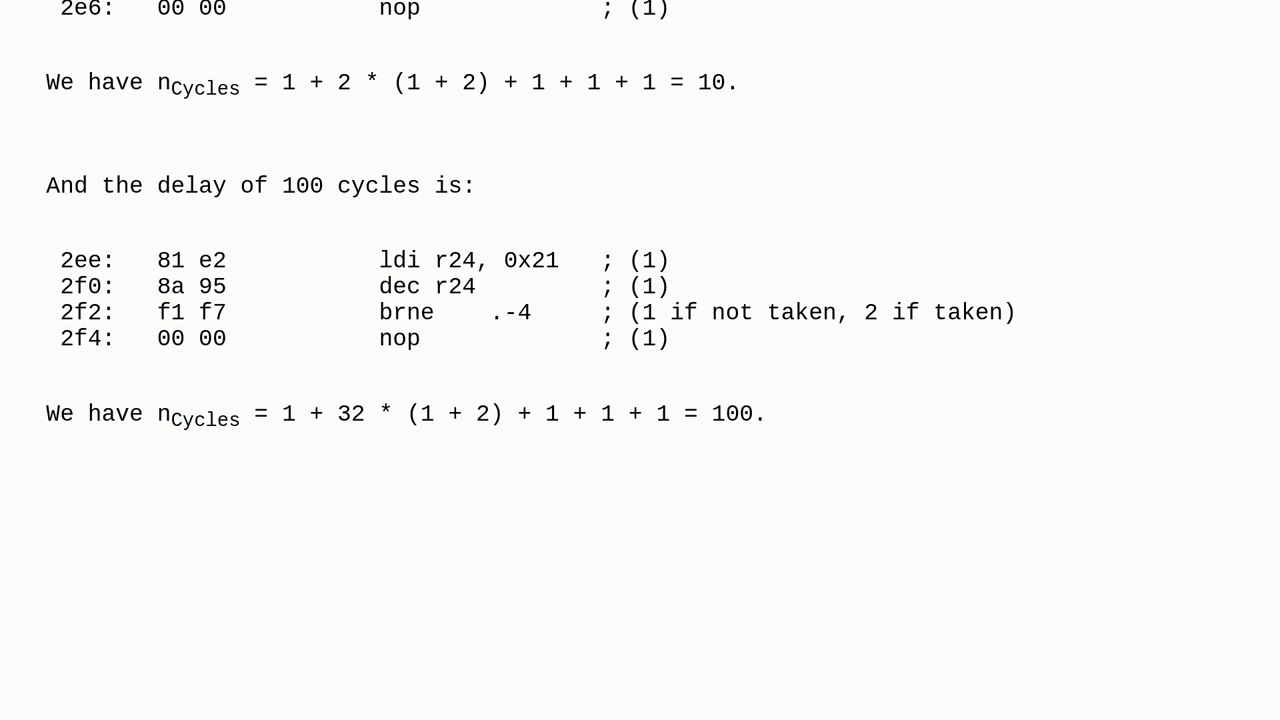 2e6:   00 00           nop             ; (1)
We have nCycles = 1 + 2 * (1 + 2) + 1 + 1 + 1 = 10.
And the delay of 100 cycles is:
2ee:   81 e2           ldi r24, 0x21   ; (1)
2f0:   8a 95           dec r24         ; (1)
2f2:   f1 f7           brne    .-4     ; (1 if not taken, 2 if taken)
2f4:   00 00           nop             ; (1)
We have nCycles = 1 + 32 * (1 + 2) + 1 + 1 + 1 = 100.